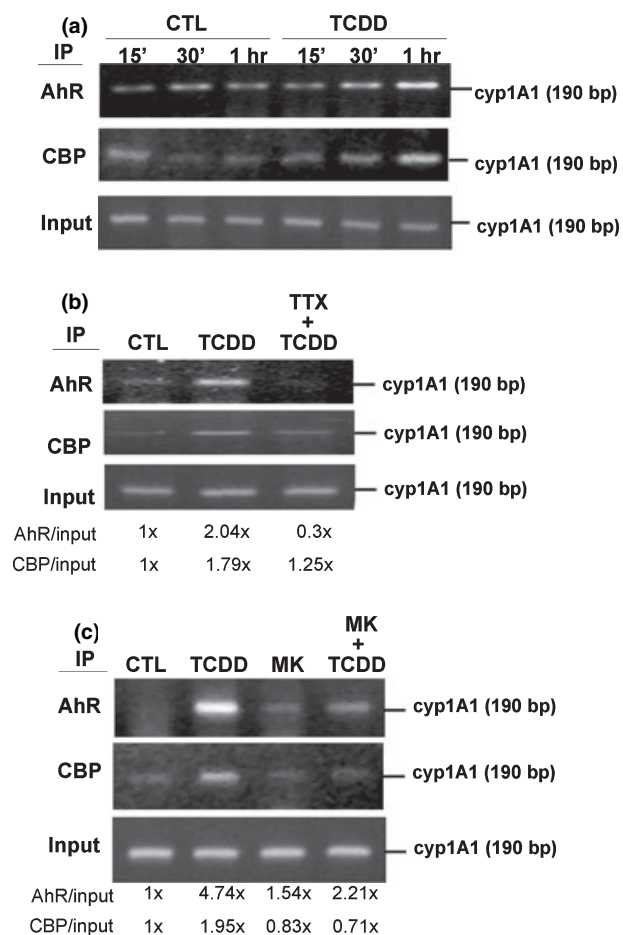 (a)
CTL TCDD
IP 15’ 30’ 1 hr 15’ 30’ 1 hr
AhR cyp1A1 (190 bp)
CBP cyp1A1 (190 bp)
Input cyp1A1 (190 bp)
(b)
IP CTL TCDD TTX + TCDD
AhR cyp1A1 (190 bp)
CBP cyp1A1 (190 bp)
Input cyp1A1 (190 bp)
AhR/input 1x 2.04x 0.3x
CBP/input 1x 1.79x 1.25x
(c)
IP CTL TCDD MK MK + TCDD
AhR cyp1A1 (190 bp)
CBP cyp1A1 (190 bp)
Input cyp1A1 (190 bp)
AhR/input 1x 4.74x 1.54x 2.21x
CBP/input 1x 1.95x 0.83x 0.71x